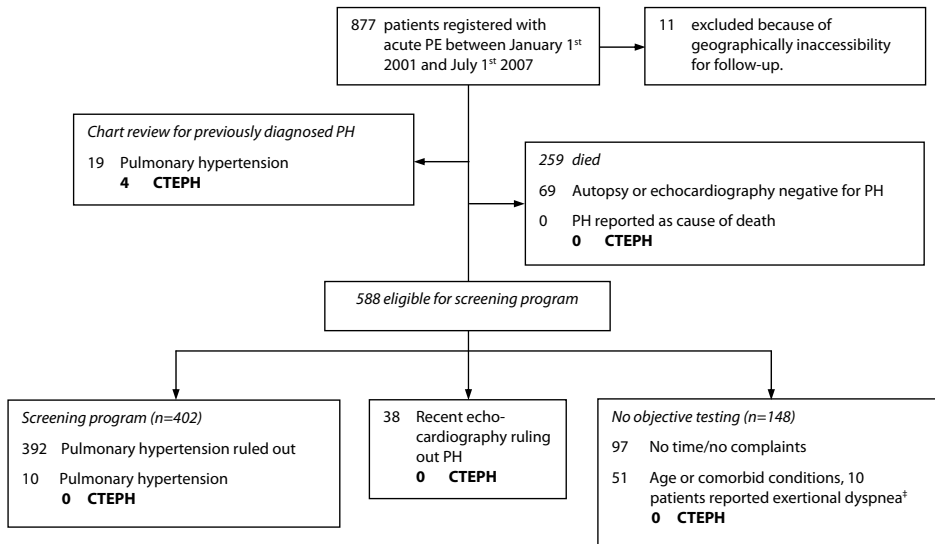 877 patients registered with
acute PE between January 1st
2001 and July 1st 2007
11 excluded because of
geographically inaccessibility
for follow-up.
Chart review for previously diagnosed PH
19 Pulmonary hypertension
4 CTEPH
259 died
69 Autopsy or echocardiography negative for PH
0 PH reported as cause of death
0 CTEPH
588 eligible for screening program
Screening program (n=402)
392 Pulmonary hypertension ruled out
10 Pulmonary hypertension
0 CTEPH
38 Recent echo-
cardiography ruling
out PH
0 CTEPH
No objective testing (n=148)
97 No time/no complaints
51 Age or comorbid conditions, 10
patients reported exertional dyspnea‡
0 CTEPH